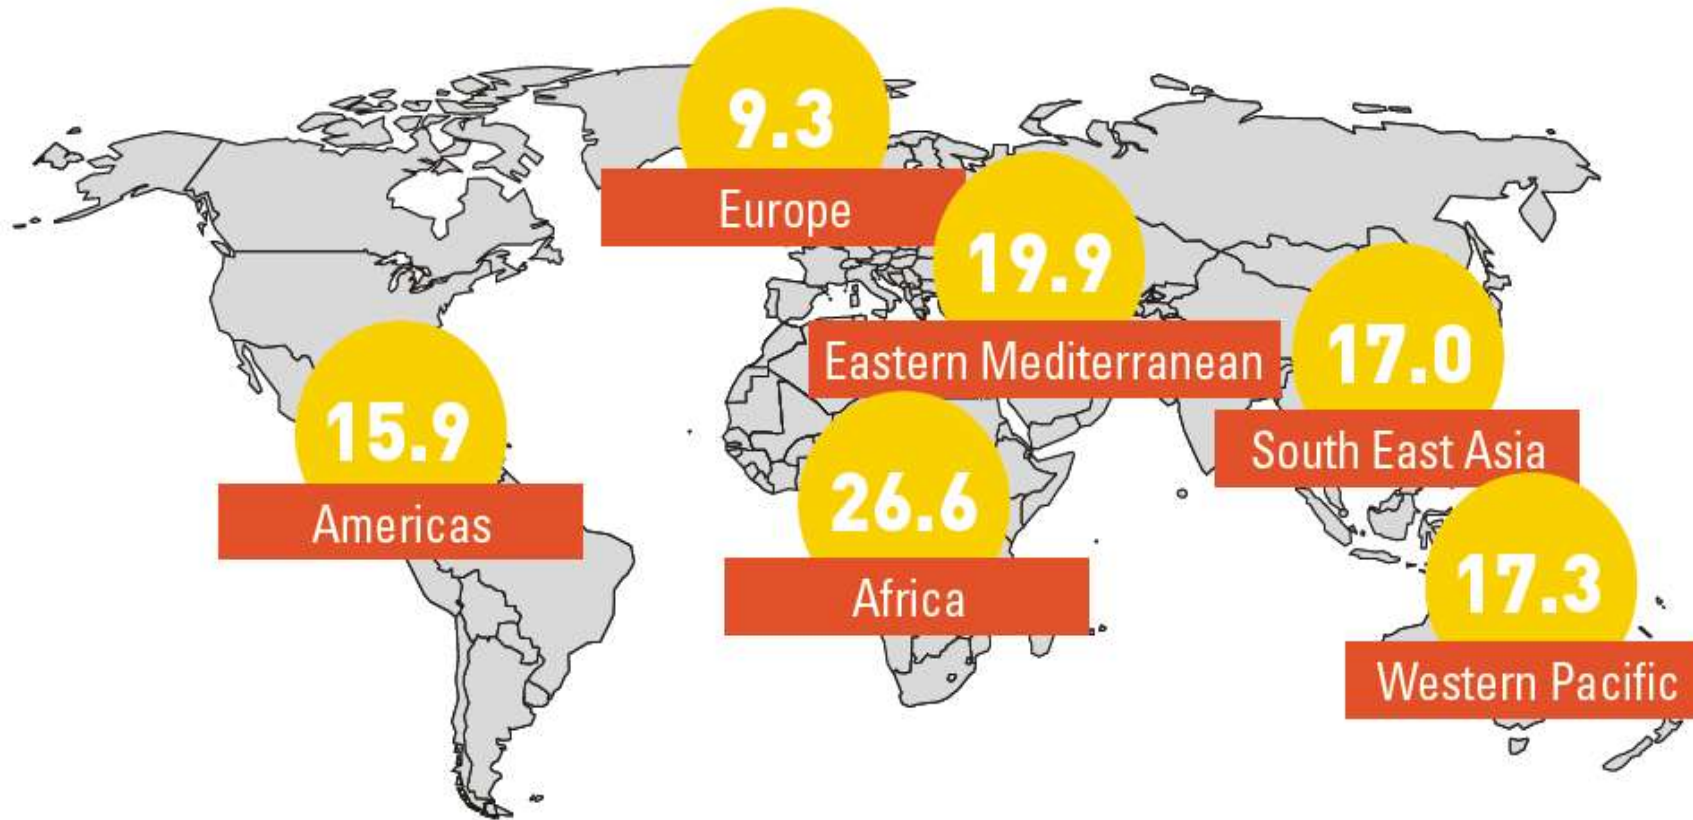 9.3
Europe
19.9
Eastern Mediterranean
17.0
South East Asia
15.9
Americas
26.6
Africa
17.3
Western Pacific